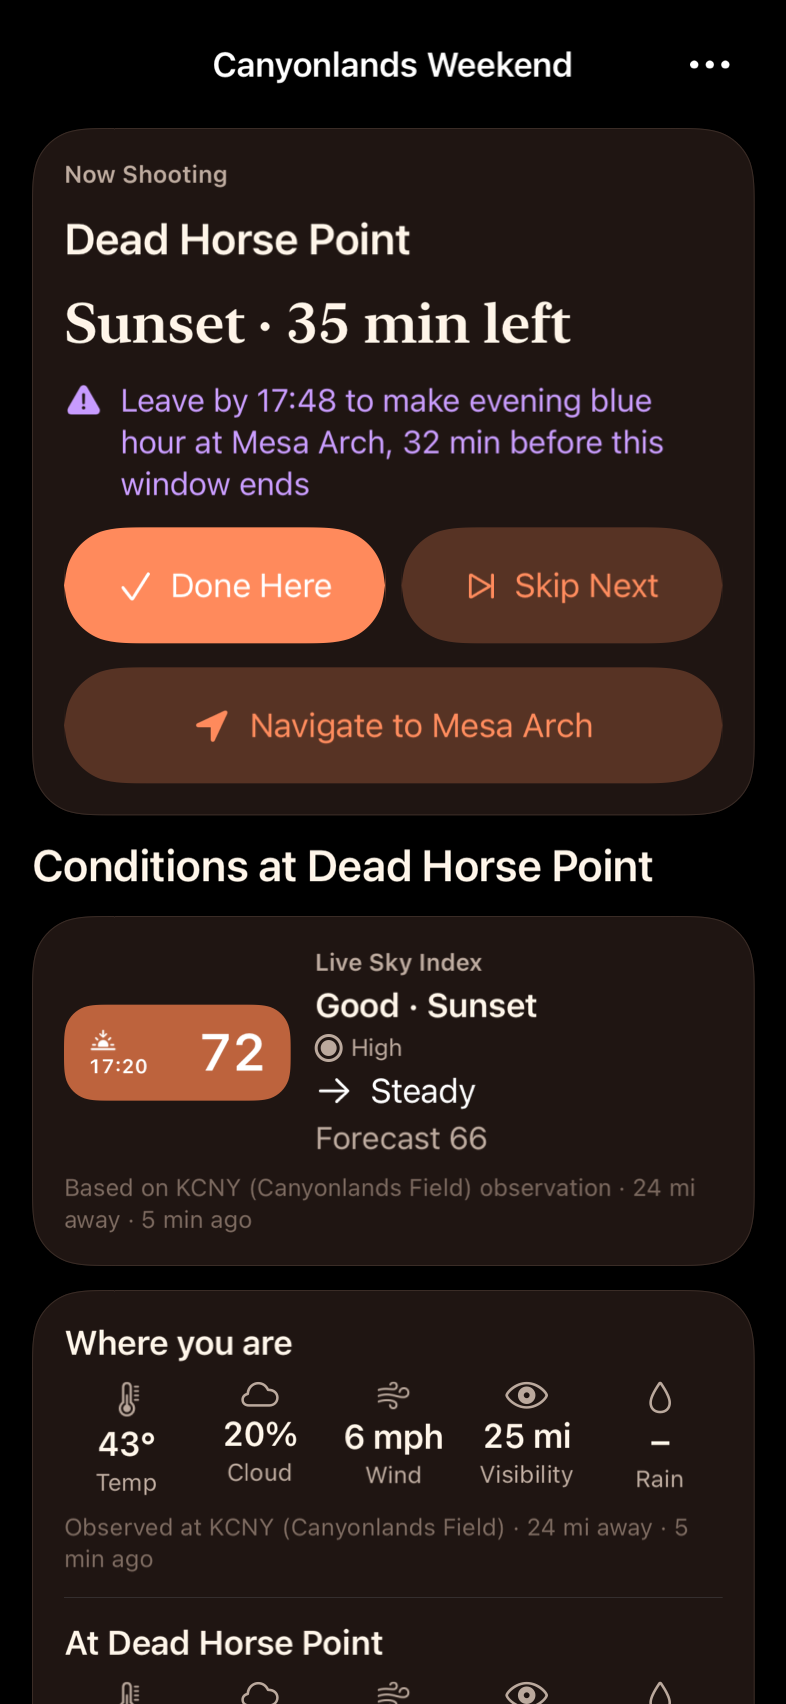 Canyonlands Weekend
Now Shooting
Dead Horse Point
Sunset · 35 min left
Leave by 17:48 to make evening blue
hour at Mesa Arch, 32 min before this
window ends
Done Here
Skip Next
Navigate to Mesa Arch
Conditions at Dead Horse Point
Live Sky Index
Good · Sunset
17:20
72
High
Steady
Forecast 66
Based on KCNY (Canyonlands Field) observation · 24 mi
away · 5 min ago
Where you are
43° 20% 6 mph 25 mi –
Temp Cloud Wind Visibility Rain
Observed at KCNY (Canyonlands Field) · 24 mi away · 5
min ago
At Dead Horse Point